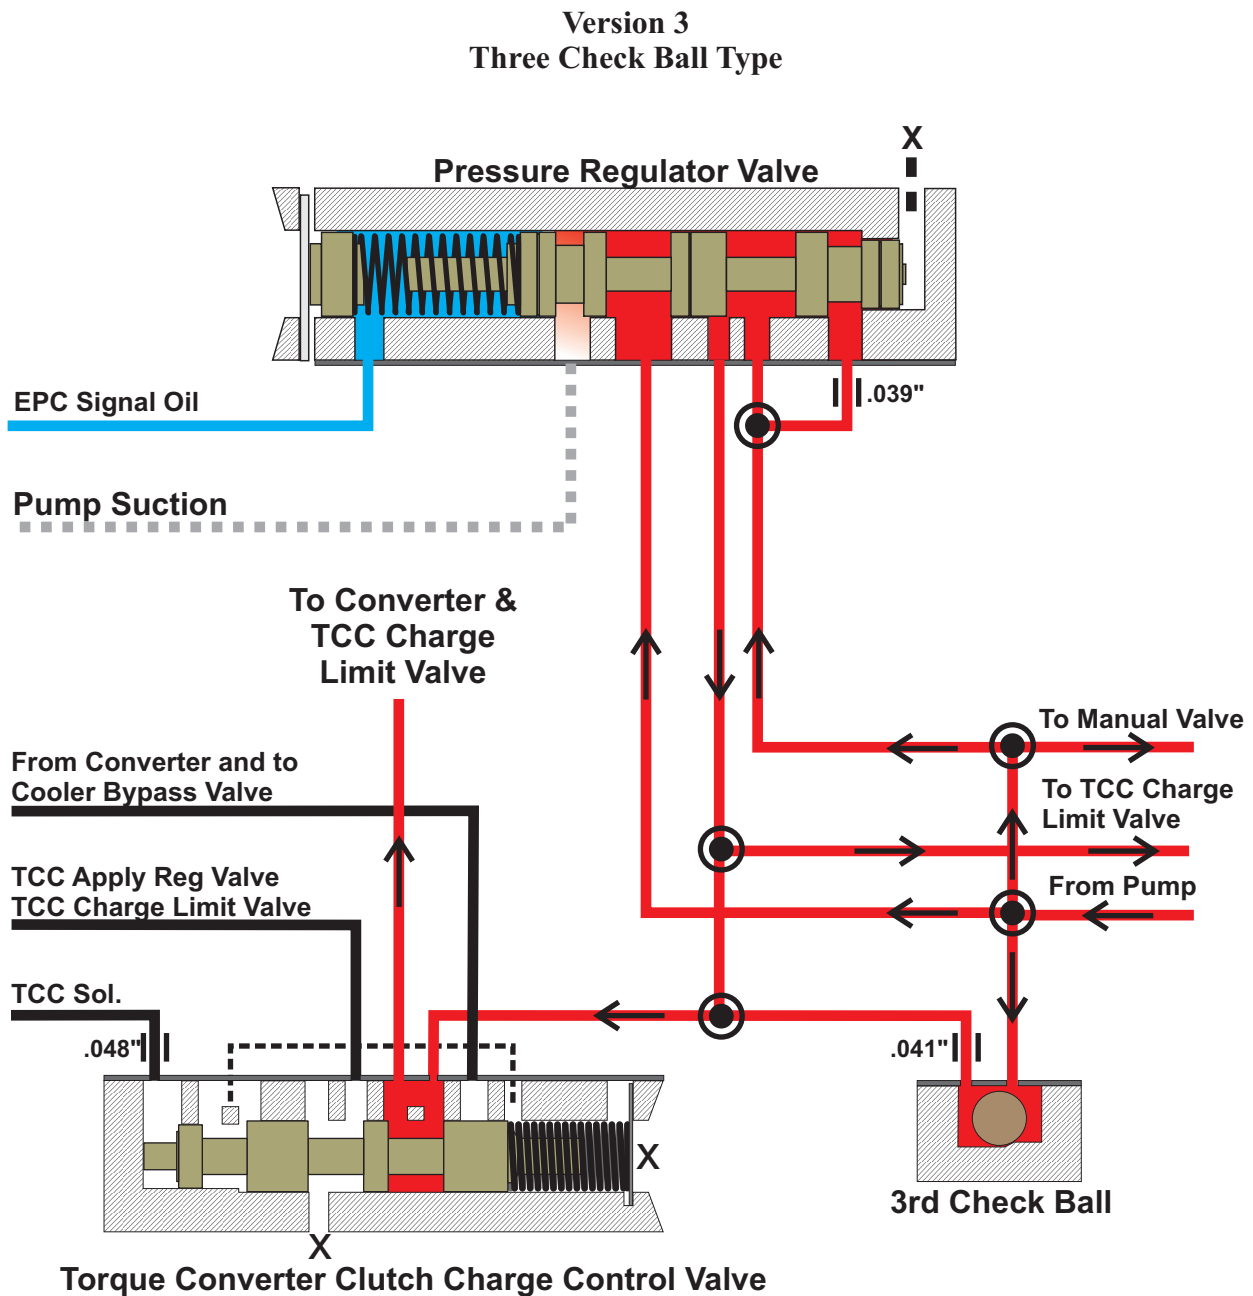 Version 3
Three Check Ball Type
X
Pressure Regulator Valve
.039"
EPC Signal Oil
Pump Suction
To Converter &
TCC Charge
Limit Valve
To Manual Valve
From Converter and to
Cooler Bypass Valve
To TCC Charge
Limit Valve
TCC Apply Reg Valve
TCC Charge Limit Valve
From Pump
TCC Sol.
.048"
.041"
X
3rd Check Ball
X
Torque Converter Clutch Charge Control Valve